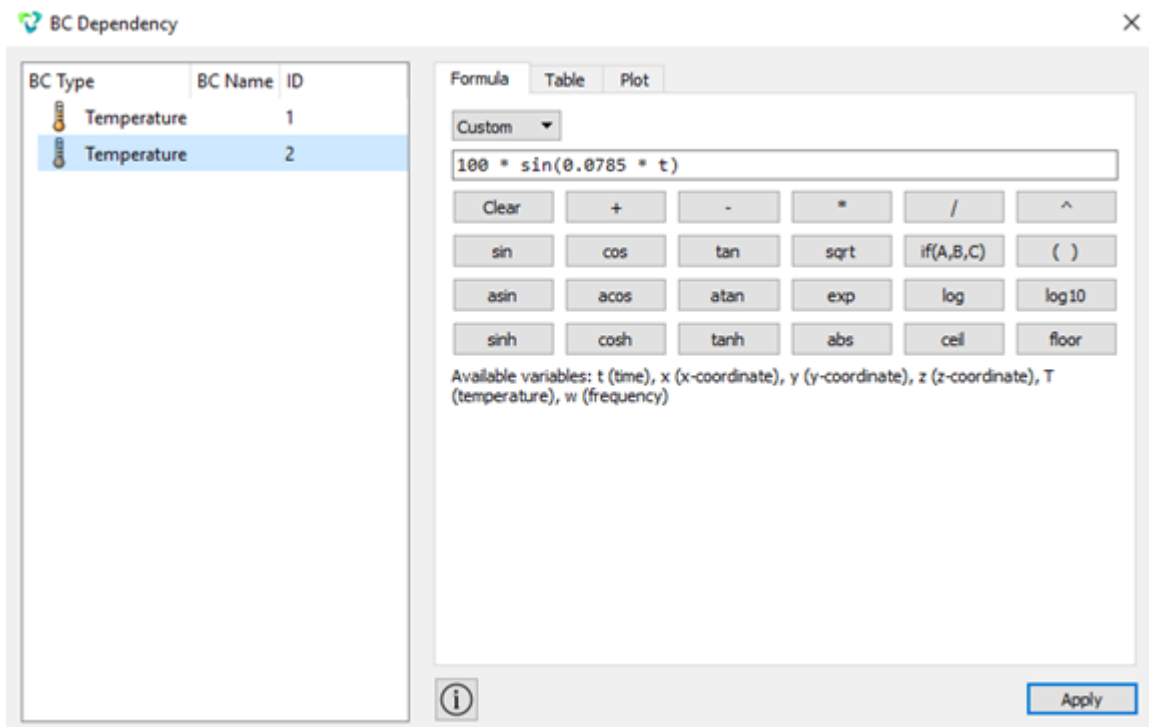 BC Dependency
BC Type BC Name ID
Temperature 1
Temperature 2
Formula Table Plot
Custom
100 * sin(0.0785 * t)
Clear + - * / ^
sin cos tan sqrt if(A,B,C) ( )
asin acos atan exp log log10
sinh cosh tanh abs ceil floor
Available variables: t (time), x (x-coordinate), y (y-coordinate), z (z-coordinate), T
(temperature), w (frequency)
Apply